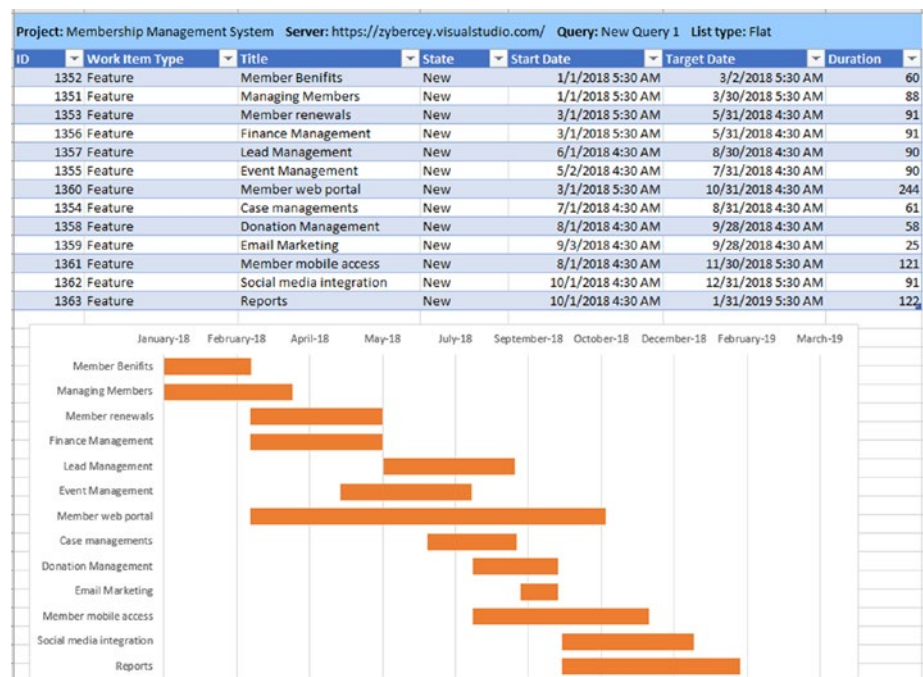 Project: Membership Management System Server: https://zybercey.visualstudio.com/ Query: New Query 1 List type: Flat
ID Work Item Type Title State Start Date Target Date Duration
1352 Feature Member Benifits New 1/1/2018 5:30 AM 3/2/2018 5:30 AM 60
1351 Feature Managing Members New 1/1/2018 5:30 AM 3/30/2018 5:30 AM 88
1353 Feature Member renewals New 3/1/2018 5:30 AM 5/31/2018 4:30 AM 91
1356 Feature Finance Management New 3/1/2018 5:30 AM 5/31/2018 4:30 AM 91
1357 Feature Lead Management New 6/1/2018 4:30 AM 8/30/2018 4:30 AM 90
1355 Feature Event Management New 5/2/2018 4:30 AM 7/31/2018 4:30 AM 90
1360 Feature Member web portal New 3/1/2018 5:30 AM 10/31/2018 4:30 AM 244
1354 Feature Case managements New 7/1/2018 4:30 AM 8/31/2018 4:30 AM 61
1358 Feature Donation Management New 8/1/2018 4:30 AM 9/28/2018 4:30 AM 58
1359 Feature Email Marketing New 9/3/2018 4:30 AM 9/28/2018 4:30 AM 25
1361 Feature Member mobile access New 8/1/2018 4:30 AM 11/30/2018 5:30 AM 121
1362 Feature Social media integration New 10/1/2018 4:30 AM 12/31/2018 5:30 AM 91
1363 Feature Reports New 10/1/2018 4:30 AM 1/31/2019 5:30 AM 122
January-18 February-18 April-18 May-18 July-18 September-18 October-18 December-18 February-19 March-19
Member Benifits
Managing Members
Member renewals
Finance Management
Lead Management
Event Management
Member web portal
Case managements
Donation Management
Email Marketing
Member mobile access
Social media integration
Reports